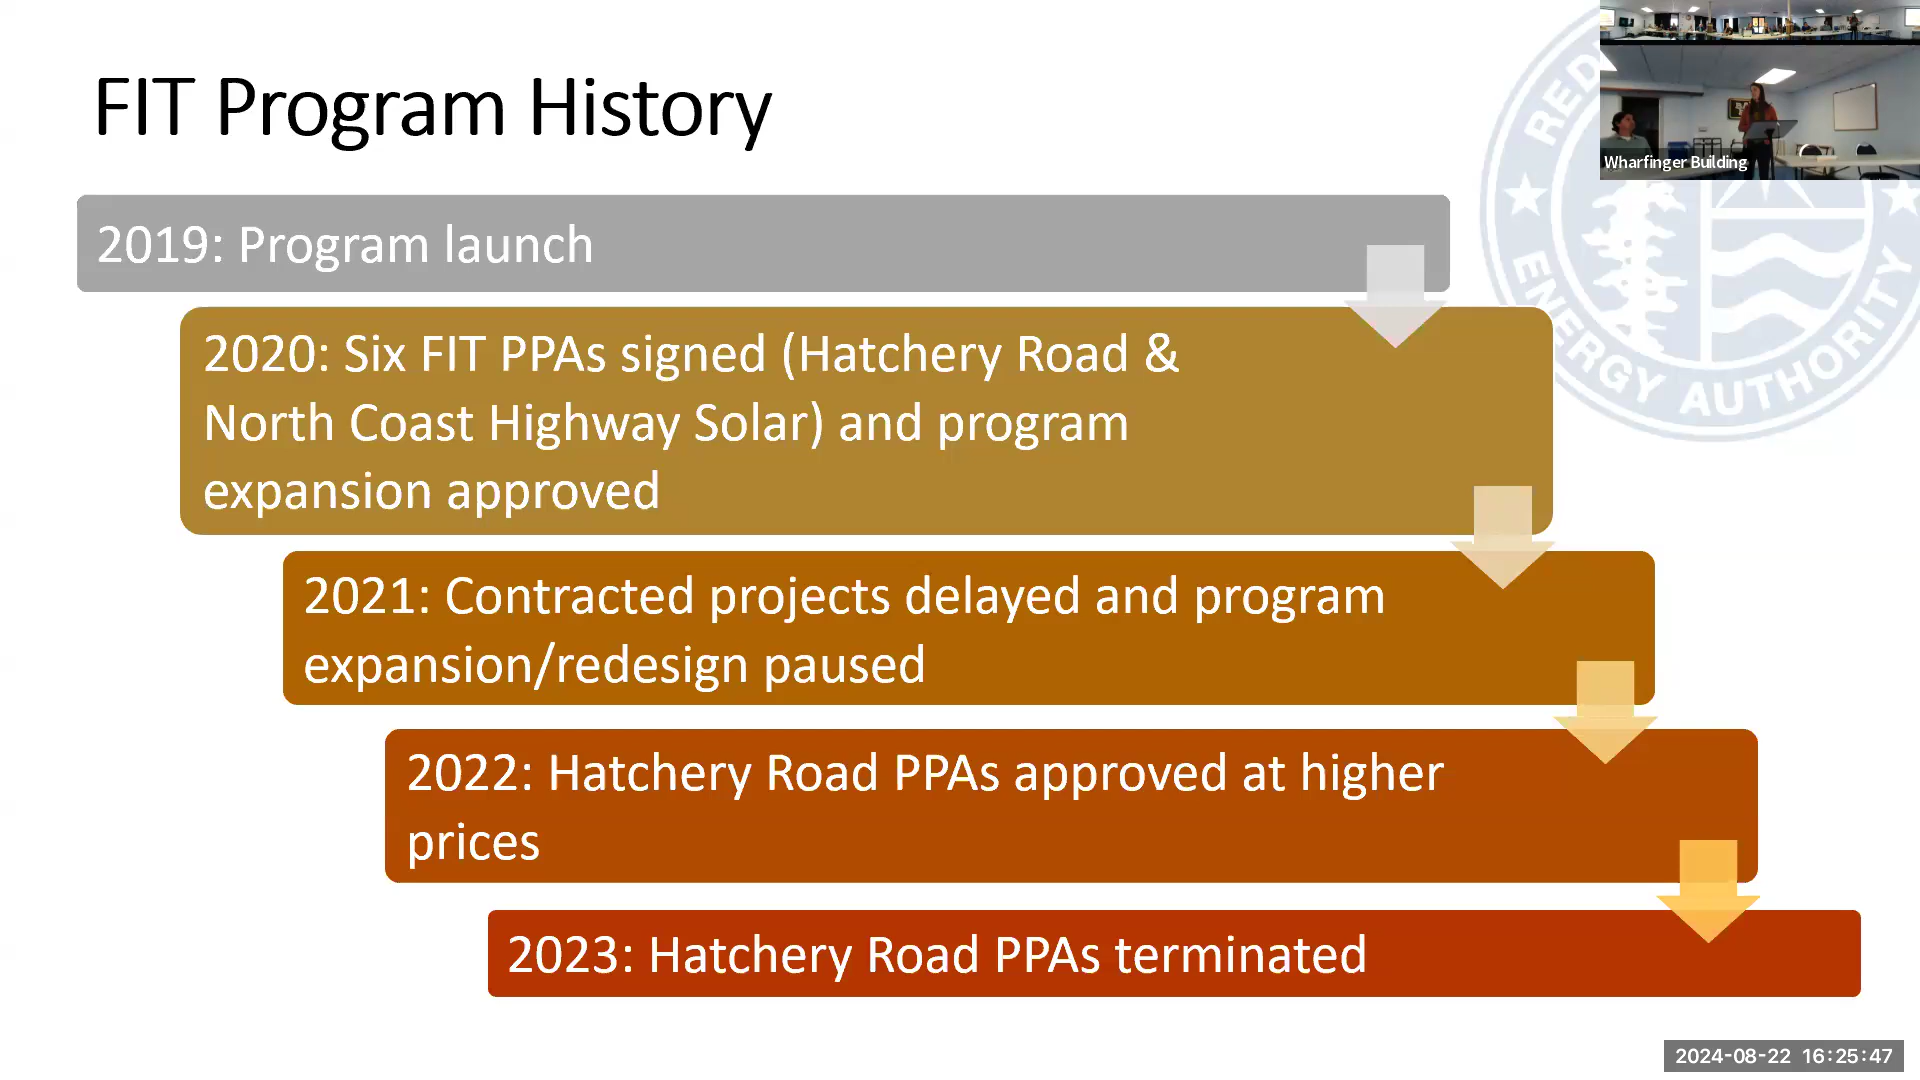 FIT Program History
2019: Program launch
2020: Six FIT PPAs signed (Hatchery Road &
North Coast Highway Solar) and program
expansion approved
2021: Contracted projects delayed and program
expansion/redesign paused
2022: Hatchery Road PPAs approved at higher
prices
2023: Hatchery Road PPAs terminated
ENERGY AUTHORITY
Wharfinger Building
2024-08-22 16:25:47